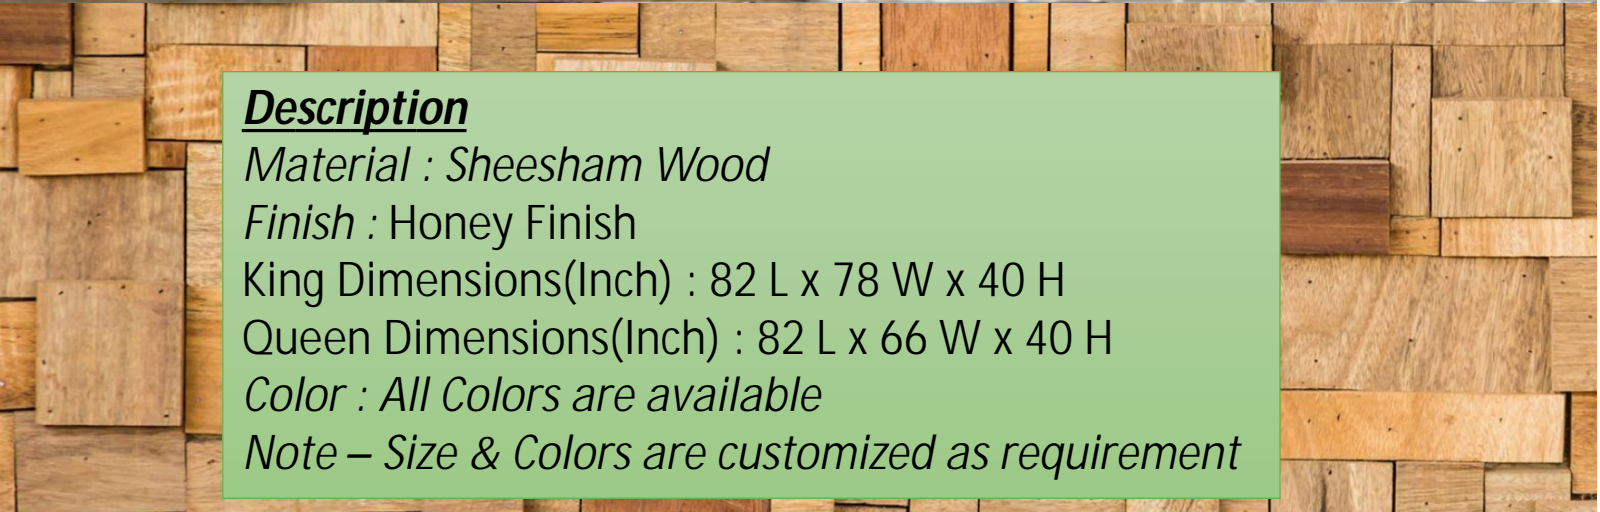 Description
Material : Sheesham Wood
Finish : Honey Finish
King Dimensions(Inch) : 82 L x 78 W x 40 H
Queen Dimensions(Inch) : 82 L x 66 W x 40 H
Color : All Colors are available
Note – Size & Colors are customized as requirement